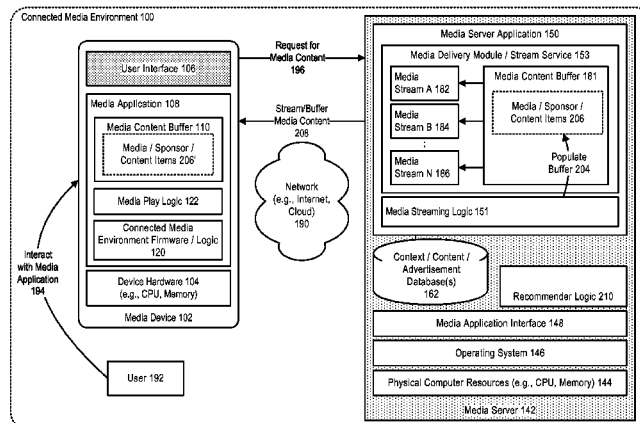 Connected Media Environment 100
User Interface 106
Media Application 108
Media Content Buffer 110
Media / Sponsor /
Content Items 206'
Media Play Logic 122
Connected Media
Environment Firmware / Logic
120
Device Hardware 104
(e.g., CPU, Memory)
Media Device 102
Interact
with Media
Application
194
User 192
Request for
Media Content
196
Stream/Buffer
Media Content
208
Network
(e.g., Internet,
Cloud)
190
Media Server Application 150
Media Delivery Module / Stream Service 153
Media
Stream A 182
Media
Stream B 184
:
Media
Stream N 186
Media Content Buffer 181
Media / Sponsor /
Content Items 206
Populate
Buffer 204
Media Streaming Logic 151
Context / Content /
Advertisement
Database(s)
162
Recommender Logic 210
Media Application Interface 148
Operating System 146
Physical Computer Resources (e.g., CPU, Memory) 144
Media Server 142